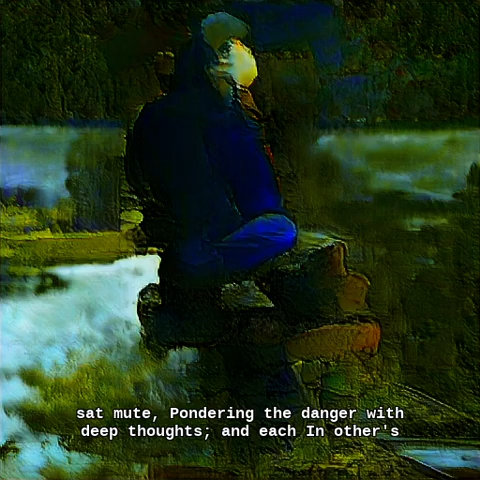 sat mute, Pondering the danger with
deep thoughts; and each In other's